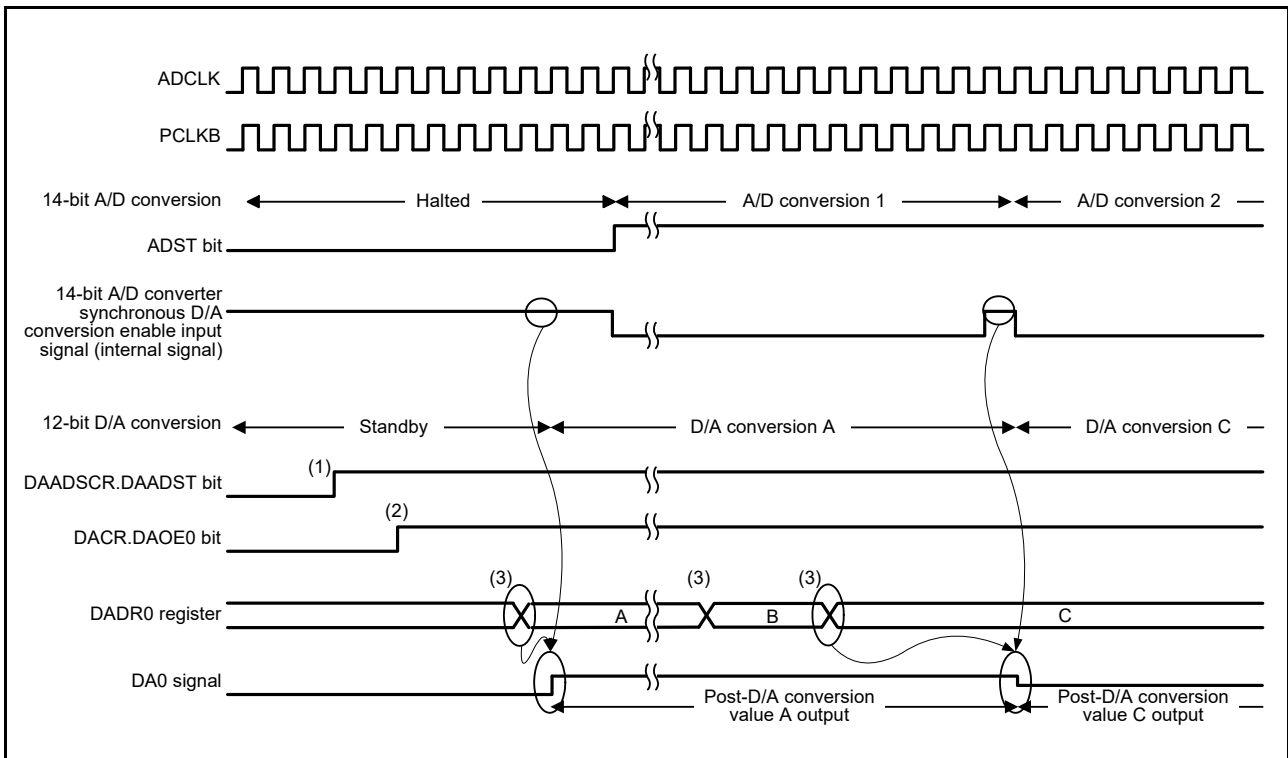 ADCLK
PCLKB
14-bit A/D conversion
Halted
A/D conversion 1
A/D conversion 2
ADST bit
14-bit A/D converter
synchronous D/A
conversion enable input
signal (internal signal)
12-bit D/A conversion
Standby
D/A conversion A
D/A conversion C
(1)
DAADSCR.DAADST bit
(2)
DACR.DAOE0 bit
(3)
(3)
(3)
DADR0 register
A
B
C
DA0 signal
Post-D/A conversion
value A output
Post-D/A conversion
value C output